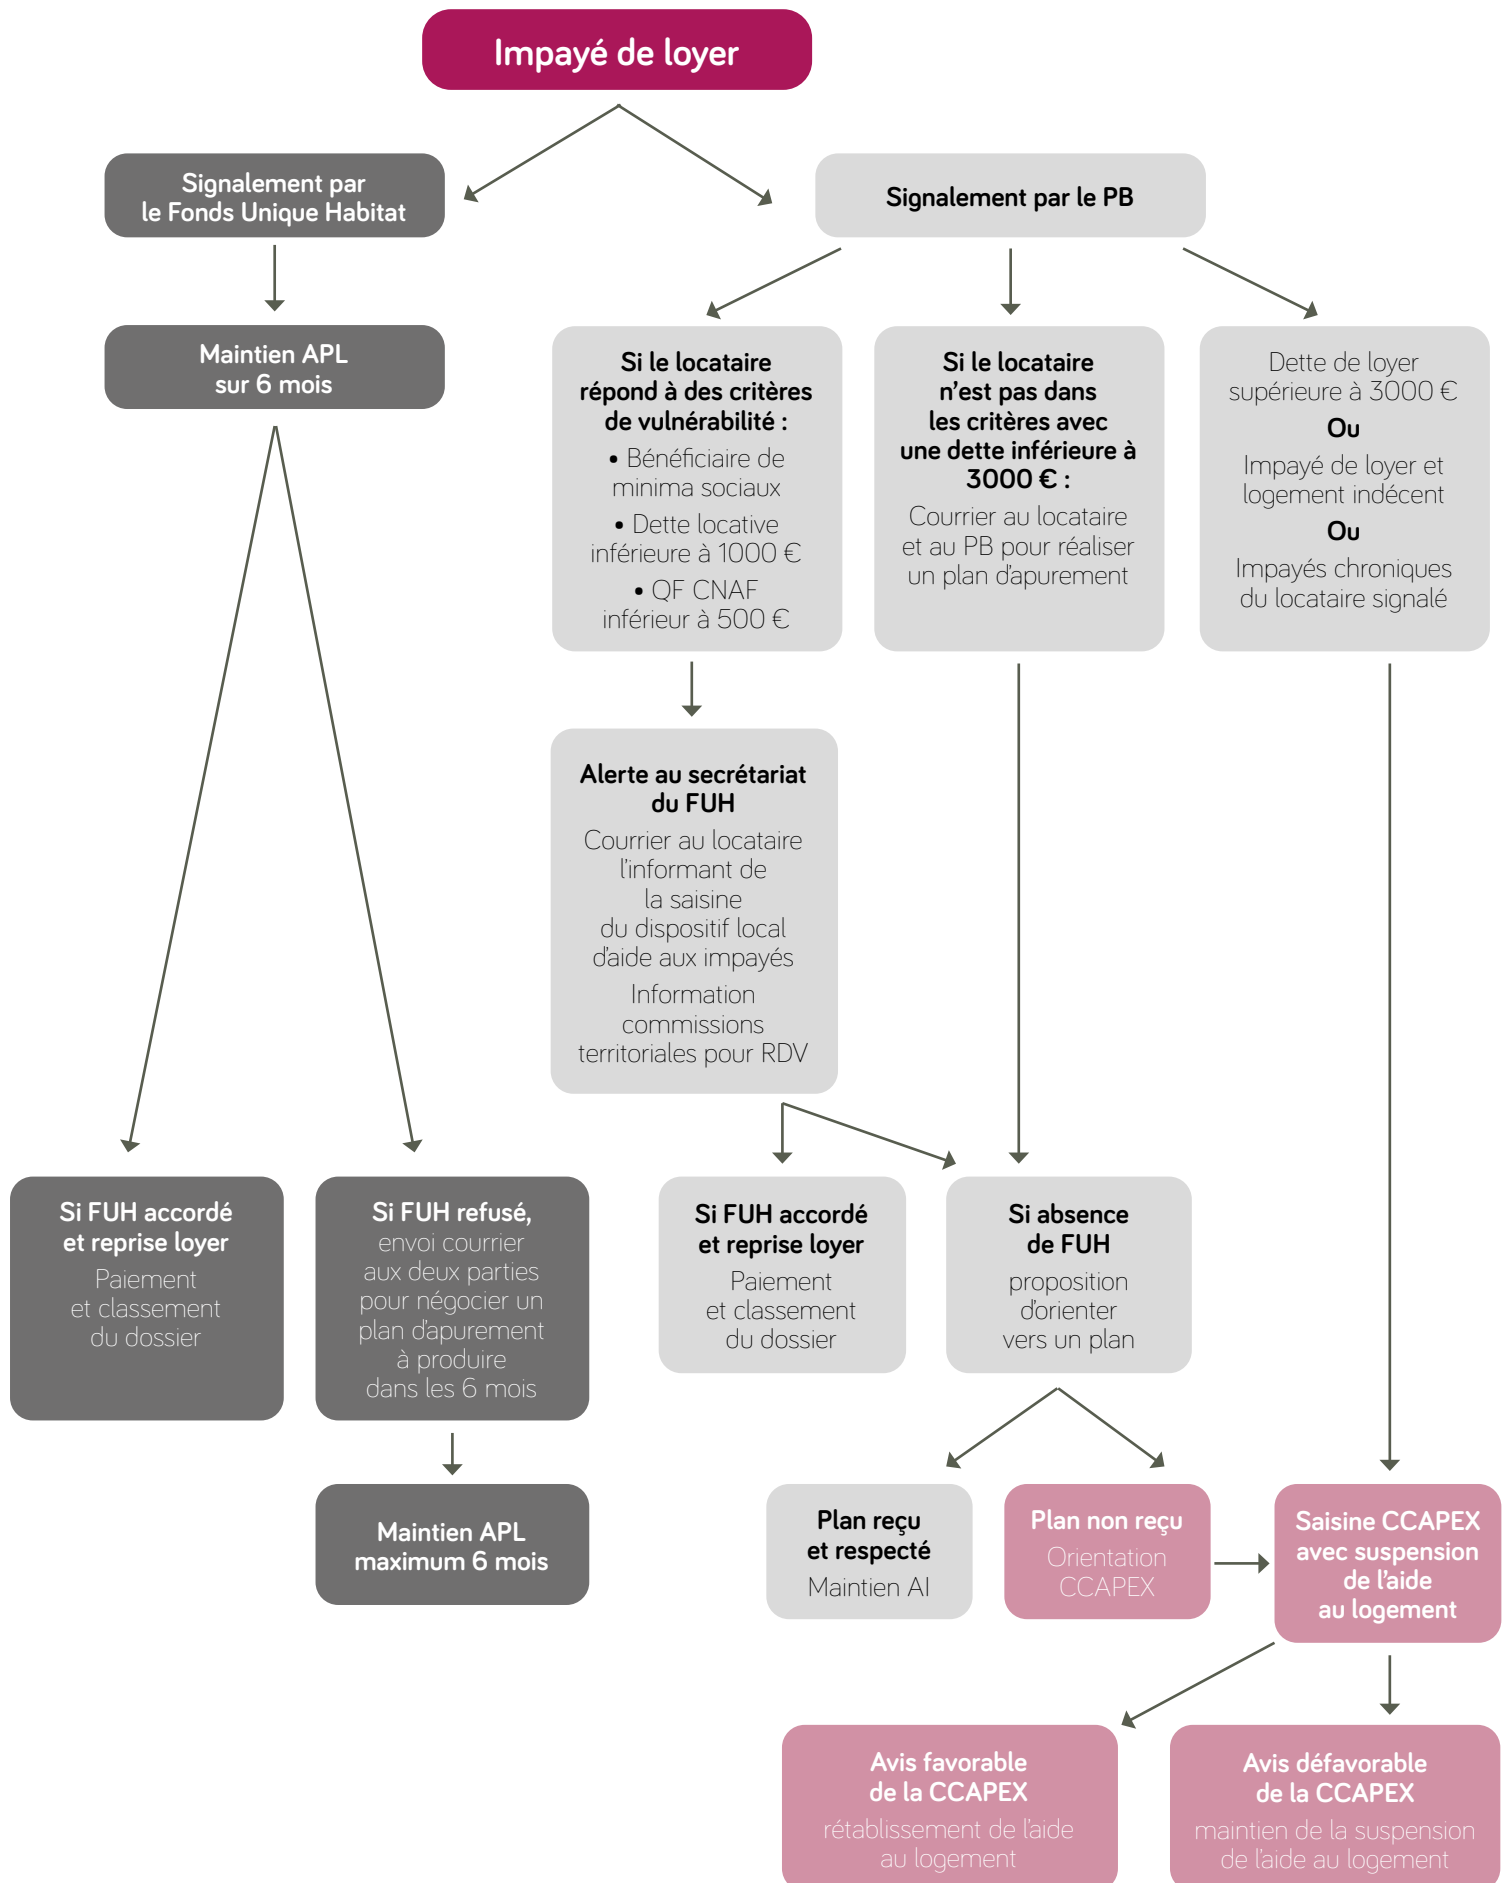 Impayé de loyer
Signalement par
le Fonds Unique Habitat
Signalement par le PB
Maintien APL
sur 6 mois
Si le locataire
répond à des critères
de vulnérabilité :
• Bénéficiaire de
minima sociaux
• Dette locative
inférieure à 1000 €
• QF CNAF
inférieur à 500 €
Si le locataire
n’est pas dans
les critères avec
une dette inférieure à
3000 € :
Courrier au locataire
et au PB pour réaliser
un plan d’apurement
Dette de loyer
supérieure à 3000 €
Ou
Impayé de loyer et
logement indécent
Ou
Impayés chroniques
du locataire signalé
Alerte au secrétariat
du FUH
Courrier au locataire
l’informant de
la saisine
du dispositif local
d’aide aux impayés
Information
commissions
territoriales pour RDV
Si FUH accordé
et reprise loyer
Paiement
et classement
du dossier
Si FUH refusé,
envoi courrier
aux deux parties
pour négocier un
plan d’apurement
à produire
dans les 6 mois
Si FUH accordé
et reprise loyer
Paiement
et classement
du dossier
Si absence
de FUH
proposition
d’orienter
vers un plan
Maintien APL
maximum 6 mois
Plan reçu
et respecté
Maintien Al
Plan non reçu
Orientation
CCAPEX
Saisine CCAPEX
avec suspension
de l’aide
au logement
Avis favorable
de la CCAPEX
rétablissement de l’aide
au logement
Avis défavorable
de la CCAPEX
maintien de la suspension
de l’aide au logement